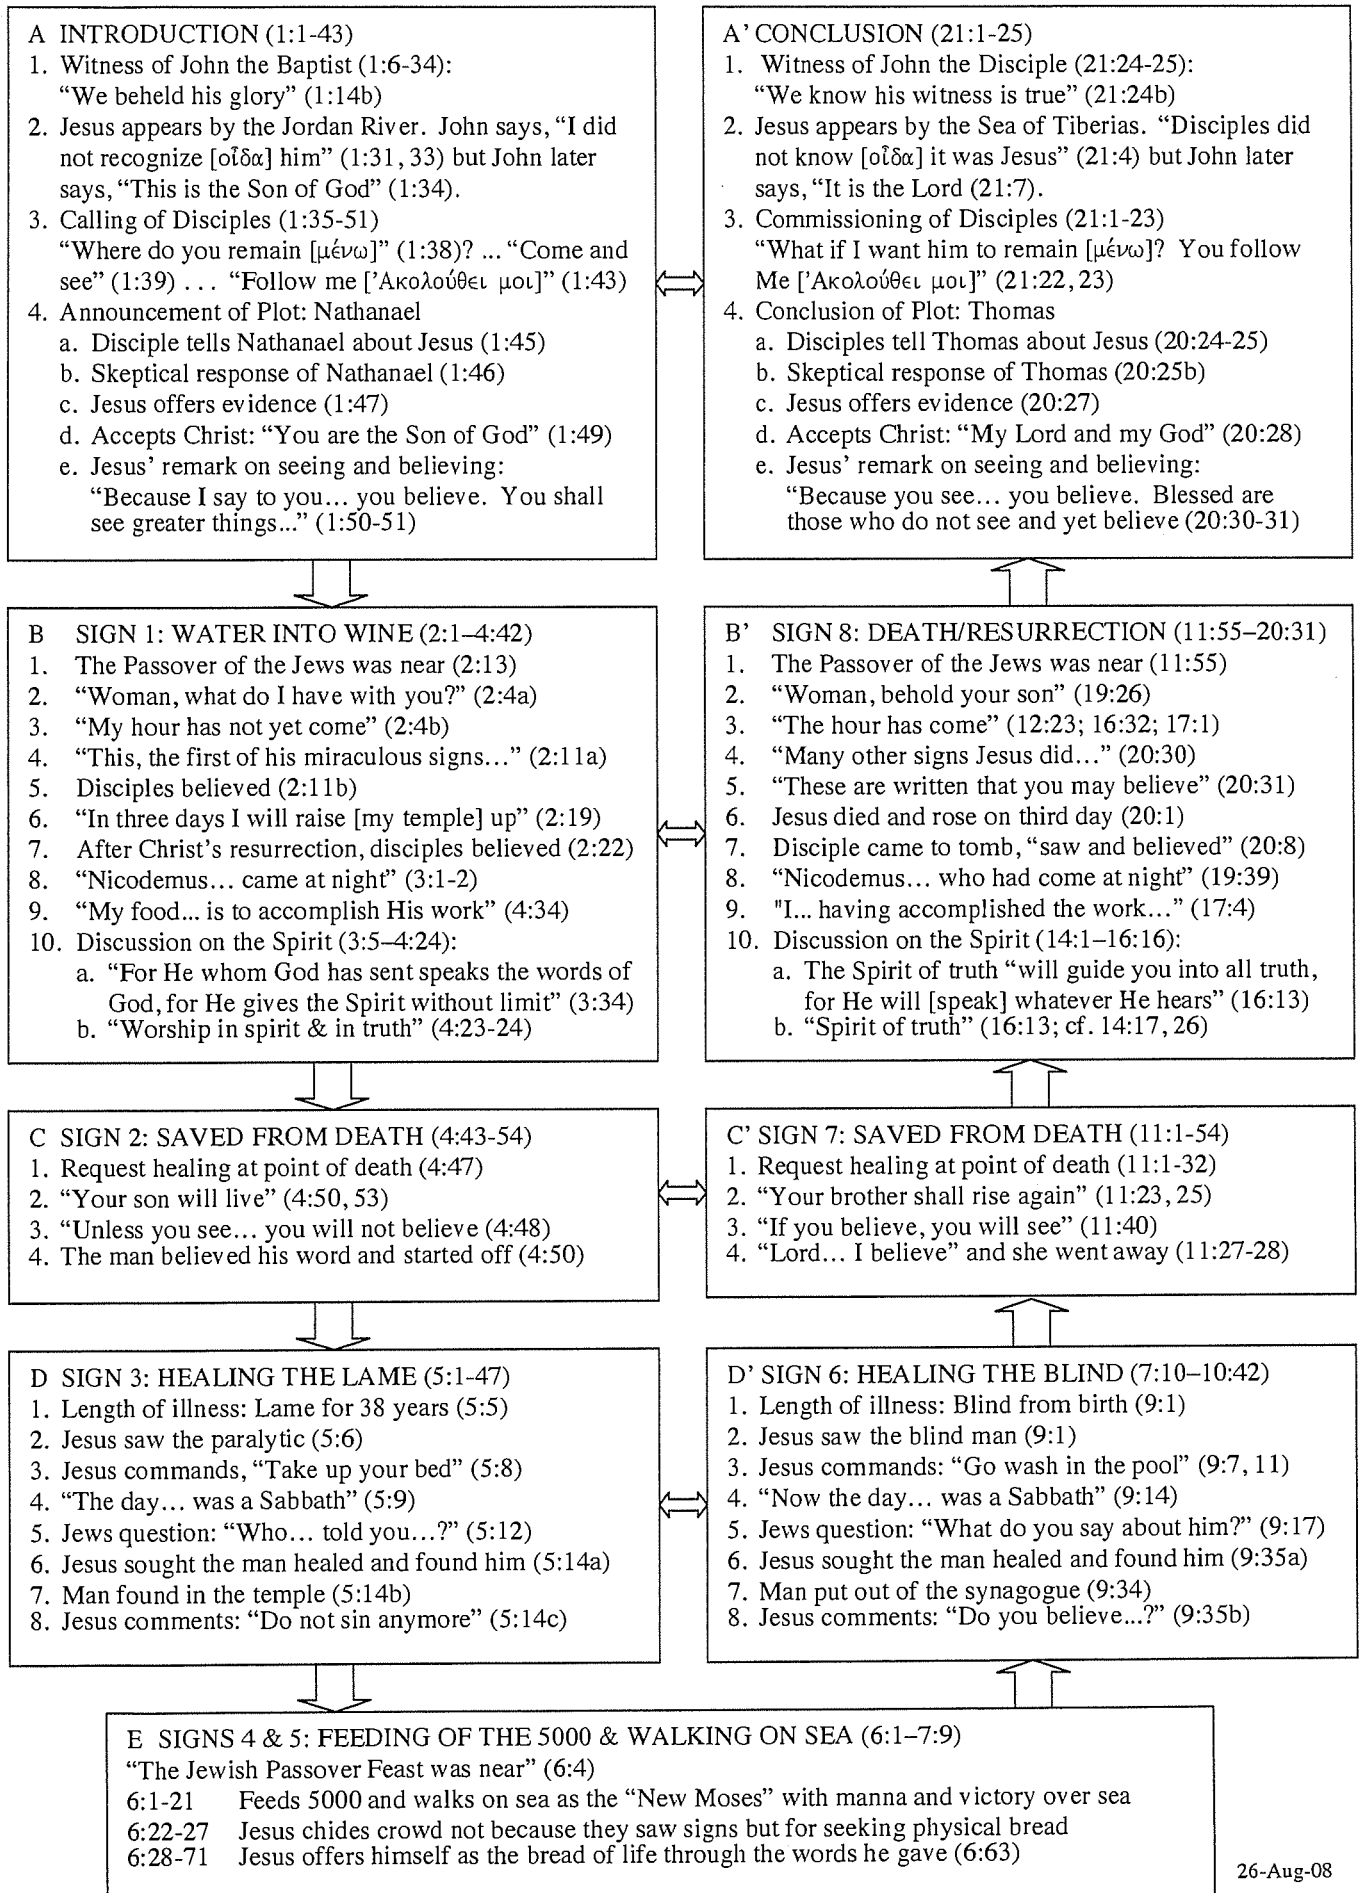 A INTRODUCTION (1:1-43)
1. Witness of John the Baptist (1:6-34):
“We beheld his glory” (1:14b)
2. Jesus appears by the Jordan River. John says, “I did
not recognize [οἶδα] him” (1:31, 33) but John later
says, “This is the Son of God” (1:34).
3. Calling of Disciples (1:35-51)
“Where do you remain [μένω]” (1:38)? ... “Come and
see” (1:39) . . . “Follow me ['Ακολούθει μοι]” (1:43)
4. Announcement of Plot: Nathanael
a. Disciple tells Nathanael about Jesus (1:45)
b. Skeptical response of Nathanael (1:46)
c. Jesus offers evidence (1:47)
d. Accepts Christ: “You are the Son of God” (1:49)
e. Jesus’ remark on seeing and believing:
“Because I say to you... you believe. You shall
see greater things...” (1:50-51)
A’ CONCLUSION (21:1-25)
1. Witness of John the Disciple (21:24-25):
“We know his witness is true” (21:24b)
2. Jesus appears by the Sea of Tiberias. “Disciples did
not know [οἶδα] it was Jesus” (21:4) but John later
says, “It is the Lord (21:7).
3. Commissioning of Disciples (21:1-23)
“What if I want him to remain [μένω]? You follow
Me ['Ακολούθει μοι]” (21:22, 23)
4. Conclusion of Plot: Thomas
a. Disciples tell Thomas about Jesus (20:24-25)
b. Skeptical response of Thomas (20:25b)
c. Jesus offers evidence (20:27)
d. Accepts Christ: “My Lord and my God” (20:28)
e. Jesus’ remark on seeing and believing:
“Because you see... you believe. Blessed are
those who do not see and yet believe (20:30-31)
B SIGN 1: WATER INTO WINE (2:1–4:42)
1. The Passover of the Jews was near (2:13)
2. “Woman, what do I have with you?” (2:4a)
3. “My hour has not yet come” (2:4b)
4. “This, the first of his miraculous signs...” (2:11a)
5. Disciples believed (2:11b)
6. “In three days I will raise [my temple] up” (2:19)
7. After Christ’s resurrection, disciples believed (2:22)
8. “Nicodemus... came at night” (3:1-2)
9. “My food... is to accomplish His work” (4:34)
10. Discussion on the Spirit (3:5–4:24):
a. “For He whom God has sent speaks the words of
God, for He gives the Spirit without limit” (3:34)
b. “Worship in spirit & in truth” (4:23-24)
B’ SIGN 8: DEATH/RESURRECTION (11:55–20:31)
1. The Passover of the Jews was near (11:55)
2. “Woman, behold your son” (19:26)
3. “The hour has come” (12:23; 16:32; 17:1)
4. “Many other signs Jesus did...” (20:30)
5. “These are written that you may believe” (20:31)
6. Jesus died and rose on third day (20:1)
7. Disciple came to tomb, “saw and believed” (20:8)
8. “Nicodemus... who had come at night” (19:39)
9. "I... having accomplished the work...” (17:4)
10. Discussion on the Spirit (14:1–16:16):
a. The Spirit of truth “will guide you into all truth,
for He will [speak] whatever He hears” (16:13)
b. “Spirit of truth” (16:13; cf. 14:17, 26)
C SIGN 2: SAVED FROM DEATH (4:43-54)
1. Request healing at point of death (4:47)
2. “Your son will live” (4:50, 53)
3. “Unless you see... you will not believe (4:48)
4. The man believed his word and started off (4:50)
C’ SIGN 7: SAVED FROM DEATH (11:1-54)
1. Request healing at point of death (11:1-32)
2. “Your brother shall rise again” (11:23, 25)
3. “If you believe, you will see” (11:40)
4. “Lord... I believe” and she went away (11:27-28)
D SIGN 3: HEALING THE LAME (5:1-47)
1. Length of illness: Lame for 38 years (5:5)
2. Jesus saw the paralytic (5:6)
3. Jesus commands, “Take up your bed” (5:8)
4. “The day... was a Sabbath” (5:9)
5. Jews question: “Who... told you...?” (5:12)
6. Jesus sought the man healed and found him (5:14a)
7. Man found in the temple (5:14b)
8. Jesus comments: “Do not sin anymore” (5:14c)
D’ SIGN 6: HEALING THE BLIND (7:10–10:42)
1. Length of illness: Blind from birth (9:1)
2. Jesus saw the blind man (9:1)
3. Jesus commands: “Go wash in the pool” (9:7, 11)
4. “Now the day... was a Sabbath” (9:14)
5. Jews question: “What do you say about him?” (9:17)
6. Jesus sought the man healed and found him (9:35a)
7. Man put out of the synagogue (9:34)
8. Jesus comments: “Do you believe...?” (9:35b)
E SIGNS 4 & 5: FEEDING OF THE 5000 & WALKING ON SEA (6:1–7:9)
“The Jewish Passover Feast was near” (6:4)
6:1-21 Feeds 5000 and walks on sea as the “New Moses” with manna and victory over sea
6:22-27 Jesus chides crowd not because they saw signs but for seeking physical bread
6:28-71 Jesus offers himself as the bread of life through the words he gave (6:63)
26-Aug-08